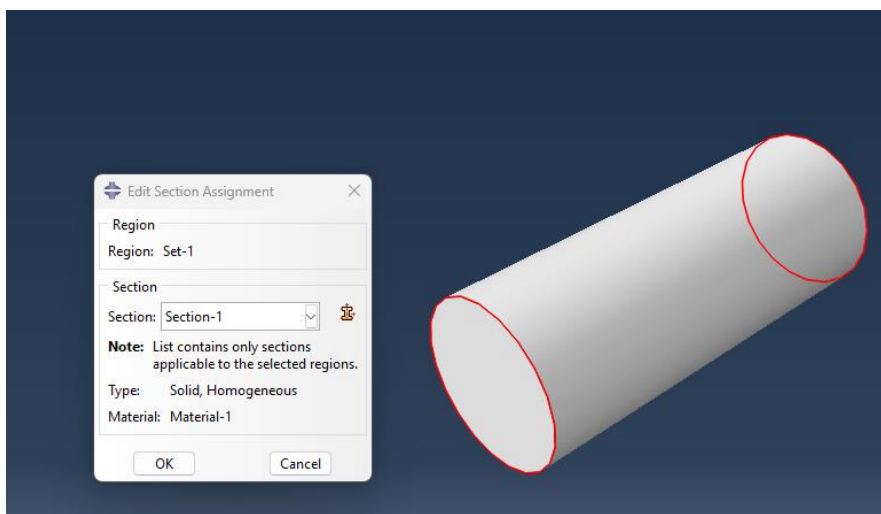 Edit Section Assignment
Region
Region: Set-1
Section
Section: Section-1
Note: List contains only sections
applicable to the selected regions.
Type: Solid, Homogeneous
Material: Material-1
OK Cancel